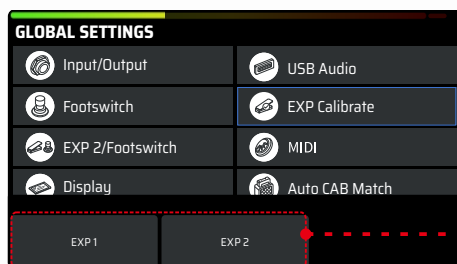 GLOBAL SETTINGS
Input/Output
USB Audio
Footswitch
EXP Calibrate
EXP 2/Footswitch
MIDI
Display
Auto CAB Match
EXP 1
EXP 2